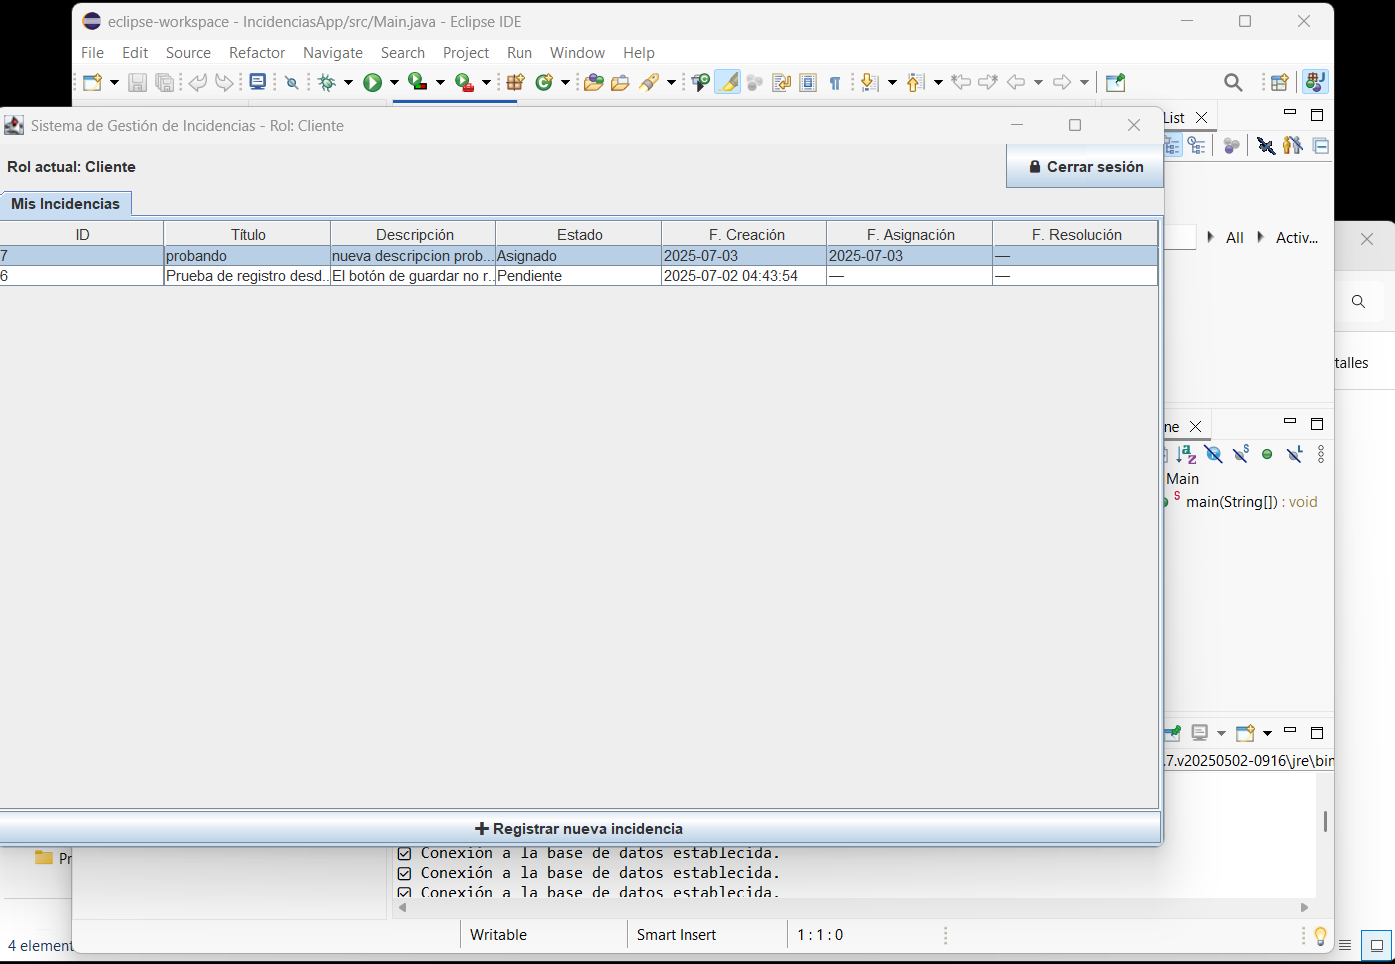 eclipse-workspace - IncidenciasApp/src/Main.java - Eclipse IDE
File Edit Source Refactor Navigate Search Project Run Window Help
Sistema de Gestión de Incidencias - Rol: Cliente
List
Rol actual: Cliente
Cerrar sesión
Mis Incidencias
ID Título Descripción Estado F. Creación F. Asignación F. Resolución
7 probando nueva descripcion prob... Asignado 2025-07-03 2025-07-03 —
6 Prueba de registro desd... El botón de guardar no r... Pendiente 2025-07-02 04:43:54 — —
All Activ...
talles
ne
Main
main(String[]) : void
.7.v20250502-0916\jre\bin
+ Registrar nueva incidencia
Conexión a la base de datos establecida.
Conexión a la base de datos establecida.
Conexión a la base de datos establecida.
Pr
4 element
Writable Smart Insert 1 : 1 : 0